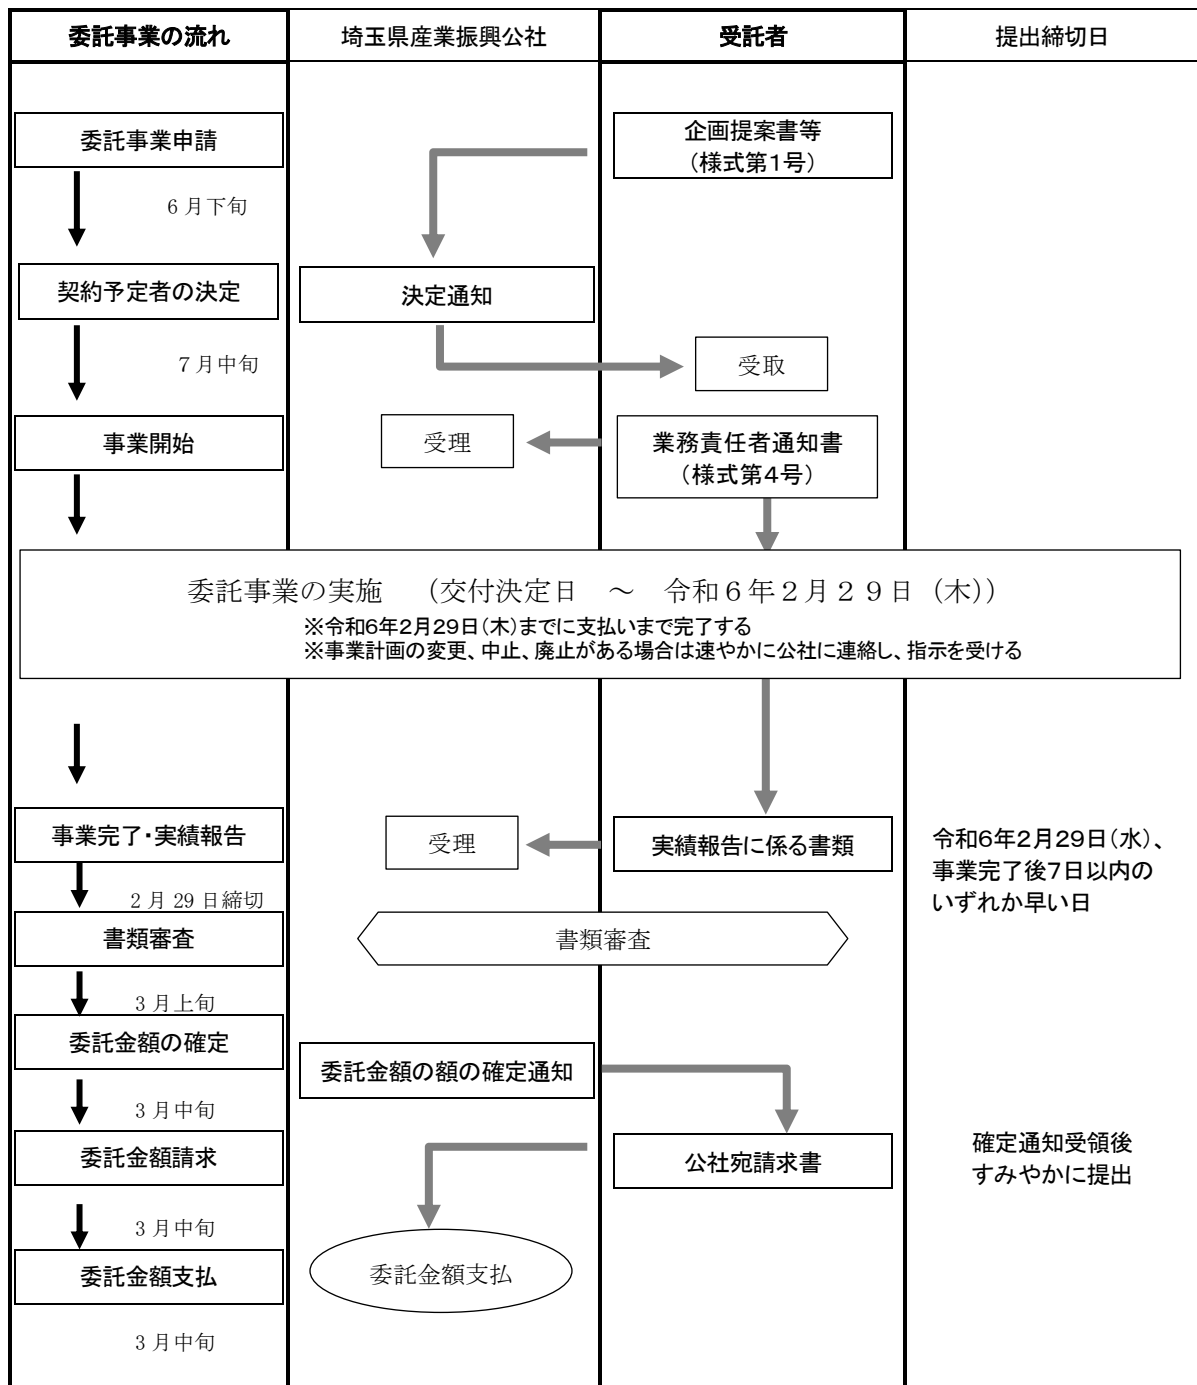 委託事業の流れ
埼玉県産業振興公社
受託者
提出締切日
委託事業申請
企画提案書等
（様式第1号）
6月下旬
契約予定者の決定
決定通知
7月中旬
受取
事業開始
受理
業務責任者通知書
（様式第4号）
委託事業の実施　（交付決定日　～　令和６年２月２９日（木））
※令和6年2月29日（木）までに支払いまで完了する
※事業計画の変更、中止、廃止がある場合は速やかに公社に連絡し、指示を受ける
事業完了・実績報告
受理
実績報告に係る書類
令和6年2月29日（水）、
事業完了後7日以内の
いずれか早い日
2月29日締切
書類審査
書類審査
3月上旬
委託金額の確定
委託金額の額の確定通知
3月中旬
委託金額請求
公社宛請求書
確定通知受領後
すみやかに提出
3月中旬
委託金額支払
委託金額支払
3月中旬